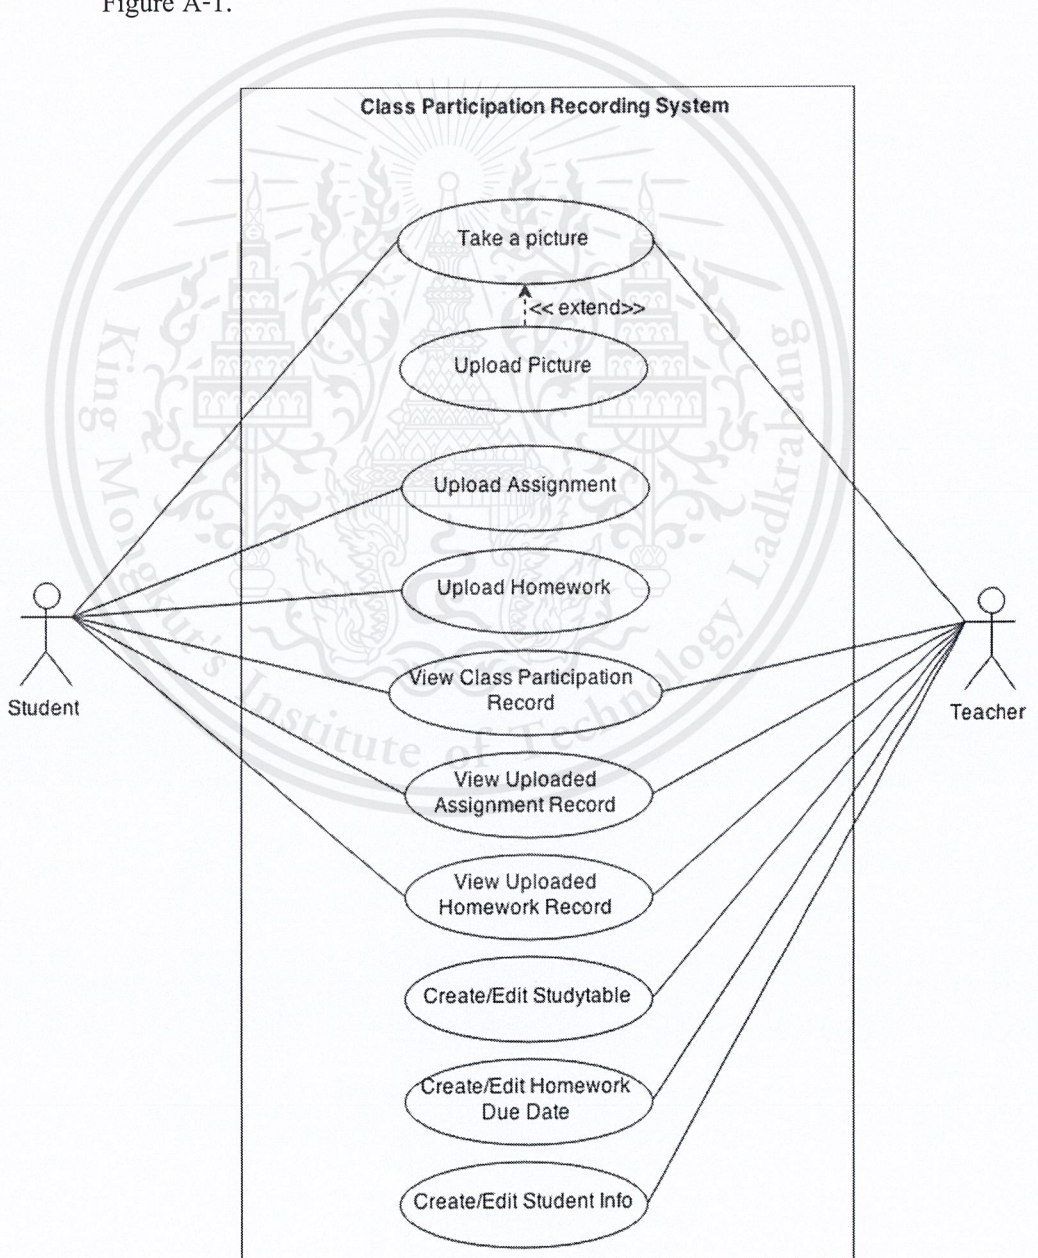 Figure A-1.
Class Participation Recording System
Take a picture
<< extend>>
Upload Picture
Upload Assignment
Upload Homework
View Class Participation
Record
Student
Teacher
View Uploaded
Assignment Record
View Uploaded
Homework Record
Create/Edit Studytable
Create/Edit Homework
Due Date
Create/Edit Student Info
King Mongkut's Institute of Technology Ladkrabang